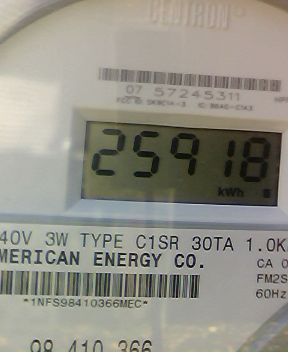 CENTRON
07 57245311
25918
kWh
40V 3W TYPE C1SR 30TA 1.0K
MERICAN ENERGY CO.
CA 0
FM2S
60Hz
*1NFS98410366MEC*
98 410 366